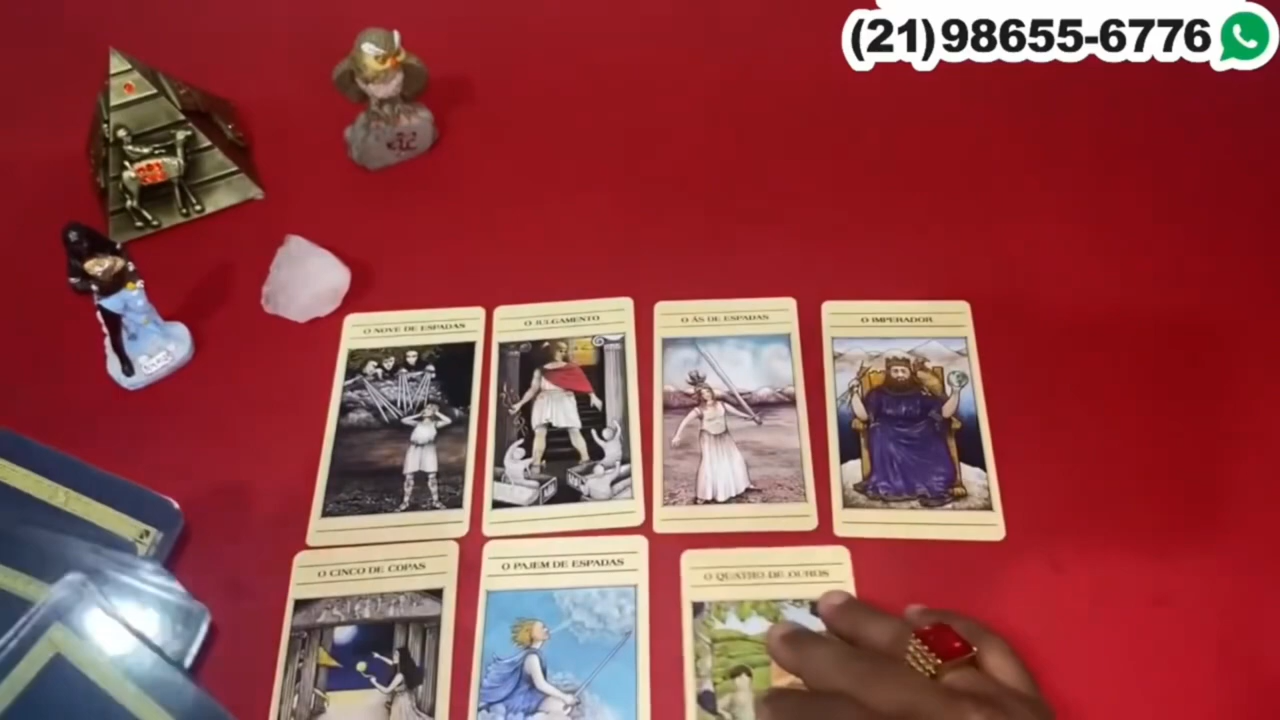 (21)98655-6776
O NOVE DE ESPADAS
O JULGAMENTO
O ÁS DE ESPADAS
O IMPERADOR
O CINCO DE COPAS
O PAJEM DE ESPADAS
O QUATRO DE OUROS